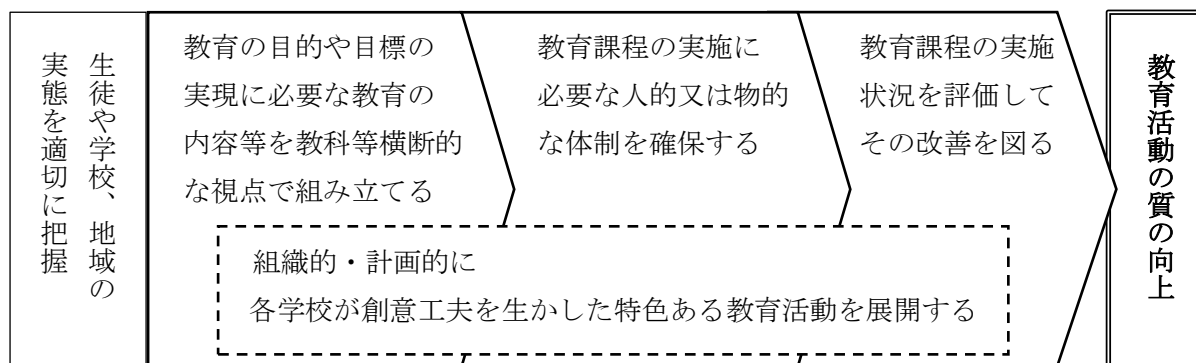 生徒や学校、地域の
実態を適切に把握
教育の目的や目標の
実現に必要な教育の
内容等を教科等横断的
な視点で組み立てる
教育課程の実施に
必要な人的又は物的
な体制を確保する
教育課程の実施
状況を評価して
その改善を図る
組織的・計画的に
各学校が創意工夫を生かした特色ある教育活動を展開する
教育活動の質の向上